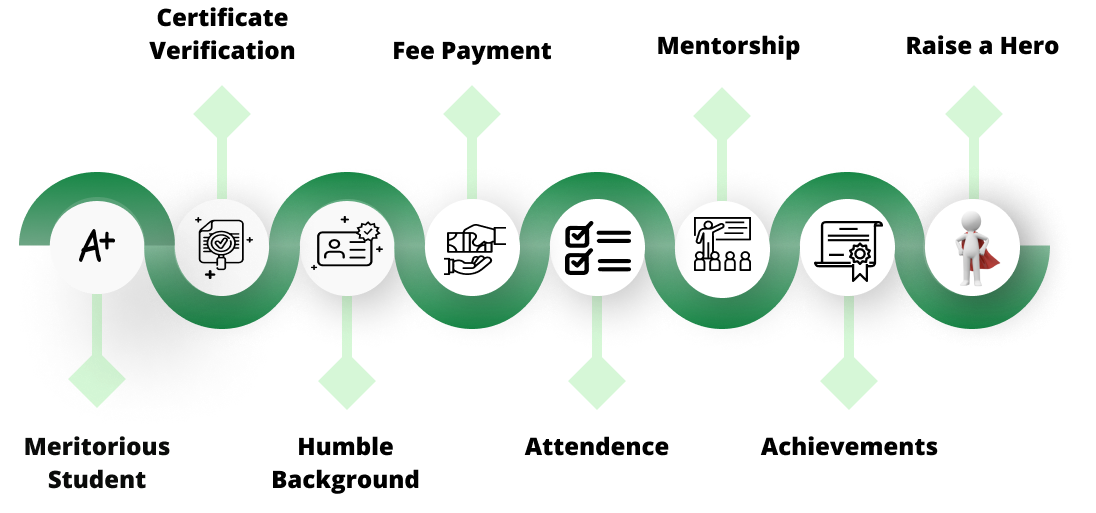 Certificate
Verification
Fee Payment
Mentorship
Raise a Hero
A+
Meritorious
Student
Humble
Background
Attendence
Achievements